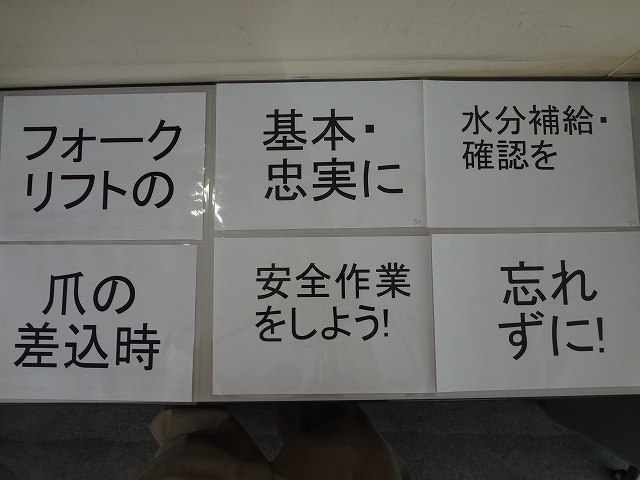 フォーク
リフトの
爪の
差込時
基本・
忠実に
安全作業
をしよう!
水分補給・
確認を
忘れ
ずに!